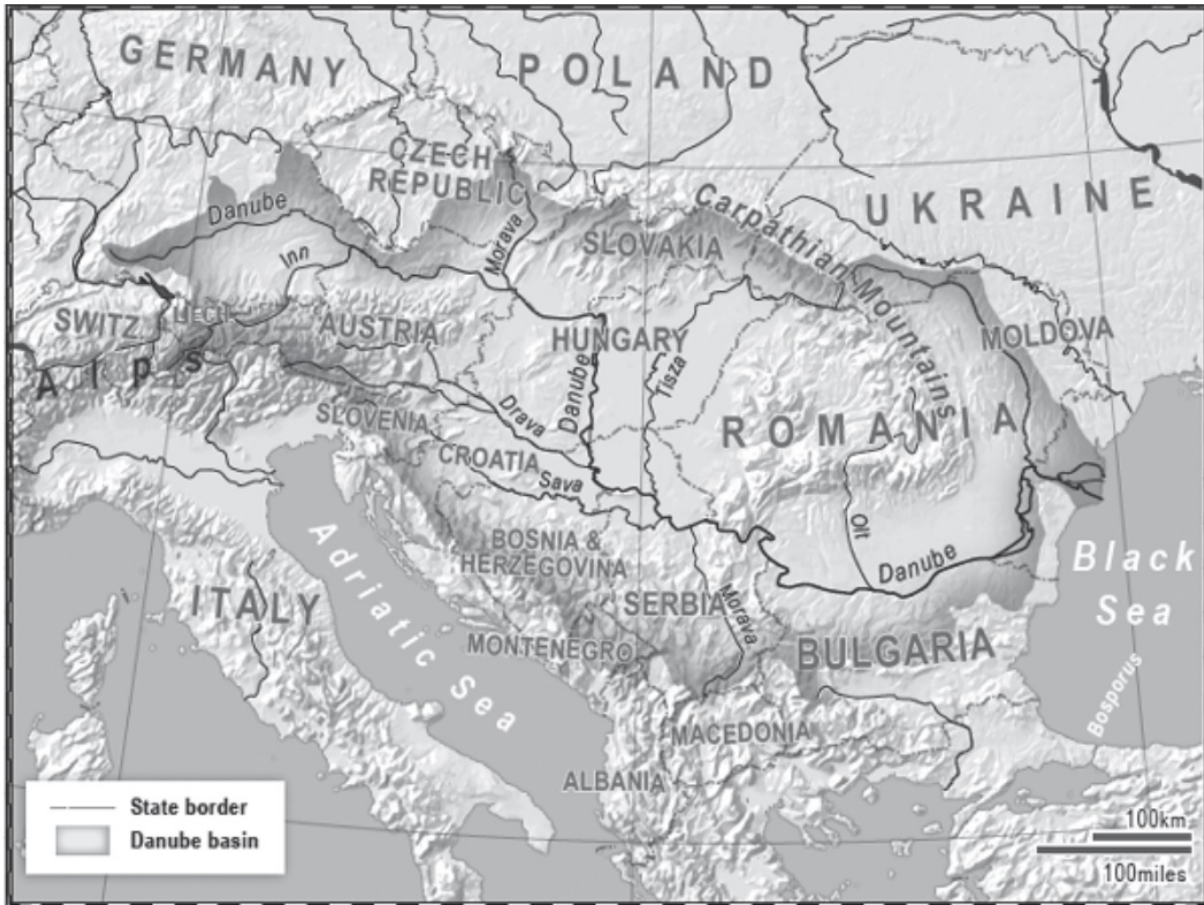 GERMANY
POLAND
CZECH
REPUBLIC
UKRAINE
Carpathian
Mountains
Danube
Inn
Morava
SLOVAKIA
SWITZ.
LIECH
AUSTRIA
HUNGARY
MOLDOVA
Alps
Danube
Tisza
SLOVENIA
Drava
ROMANIA
CROATIA
Sava
Olt
Adriatic Sea
BOSNIA &
HERZEGOVINA
Danube
Black
Sea
ITALY
SERBIA
Morava
MONTENEGRO
BULGARIA
Bosporus
MACEDONIA
ALBANIA
State border
Danube basin
100km
100miles